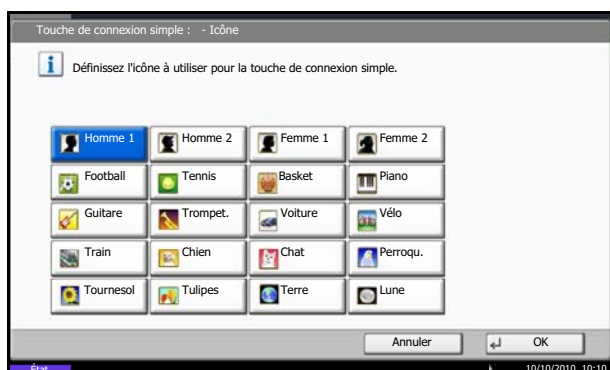 Touche de connexion simple : - Icône
Définissez l'icône à utiliser pour la touche de connexion simple.
Homme 1 Homme 2 Femme 1 Femme 2
Football Tennis Basket Piano
Guitare Trompet. Voiture Vélo
Train Chien Chat Perroqu.
Tournesol Tulipes Terre Lune
Annuler OK
État 10/10/2010 10:10